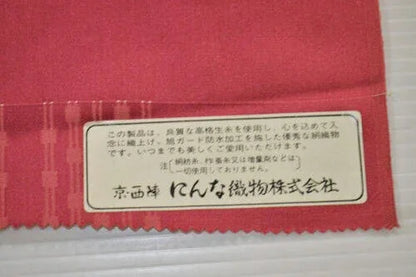 この製品は、良質な高格生糸を使用し、心を込めて入
念に織上げ、旭ガード防水加工を施した優秀な絹織物
です。いつまでも美しくご愛用いただけます。
注 絹紡糸、柞蚕糸又は増量剤などは
一切使用しておりません。
京・西陣 にんな織物株式会社